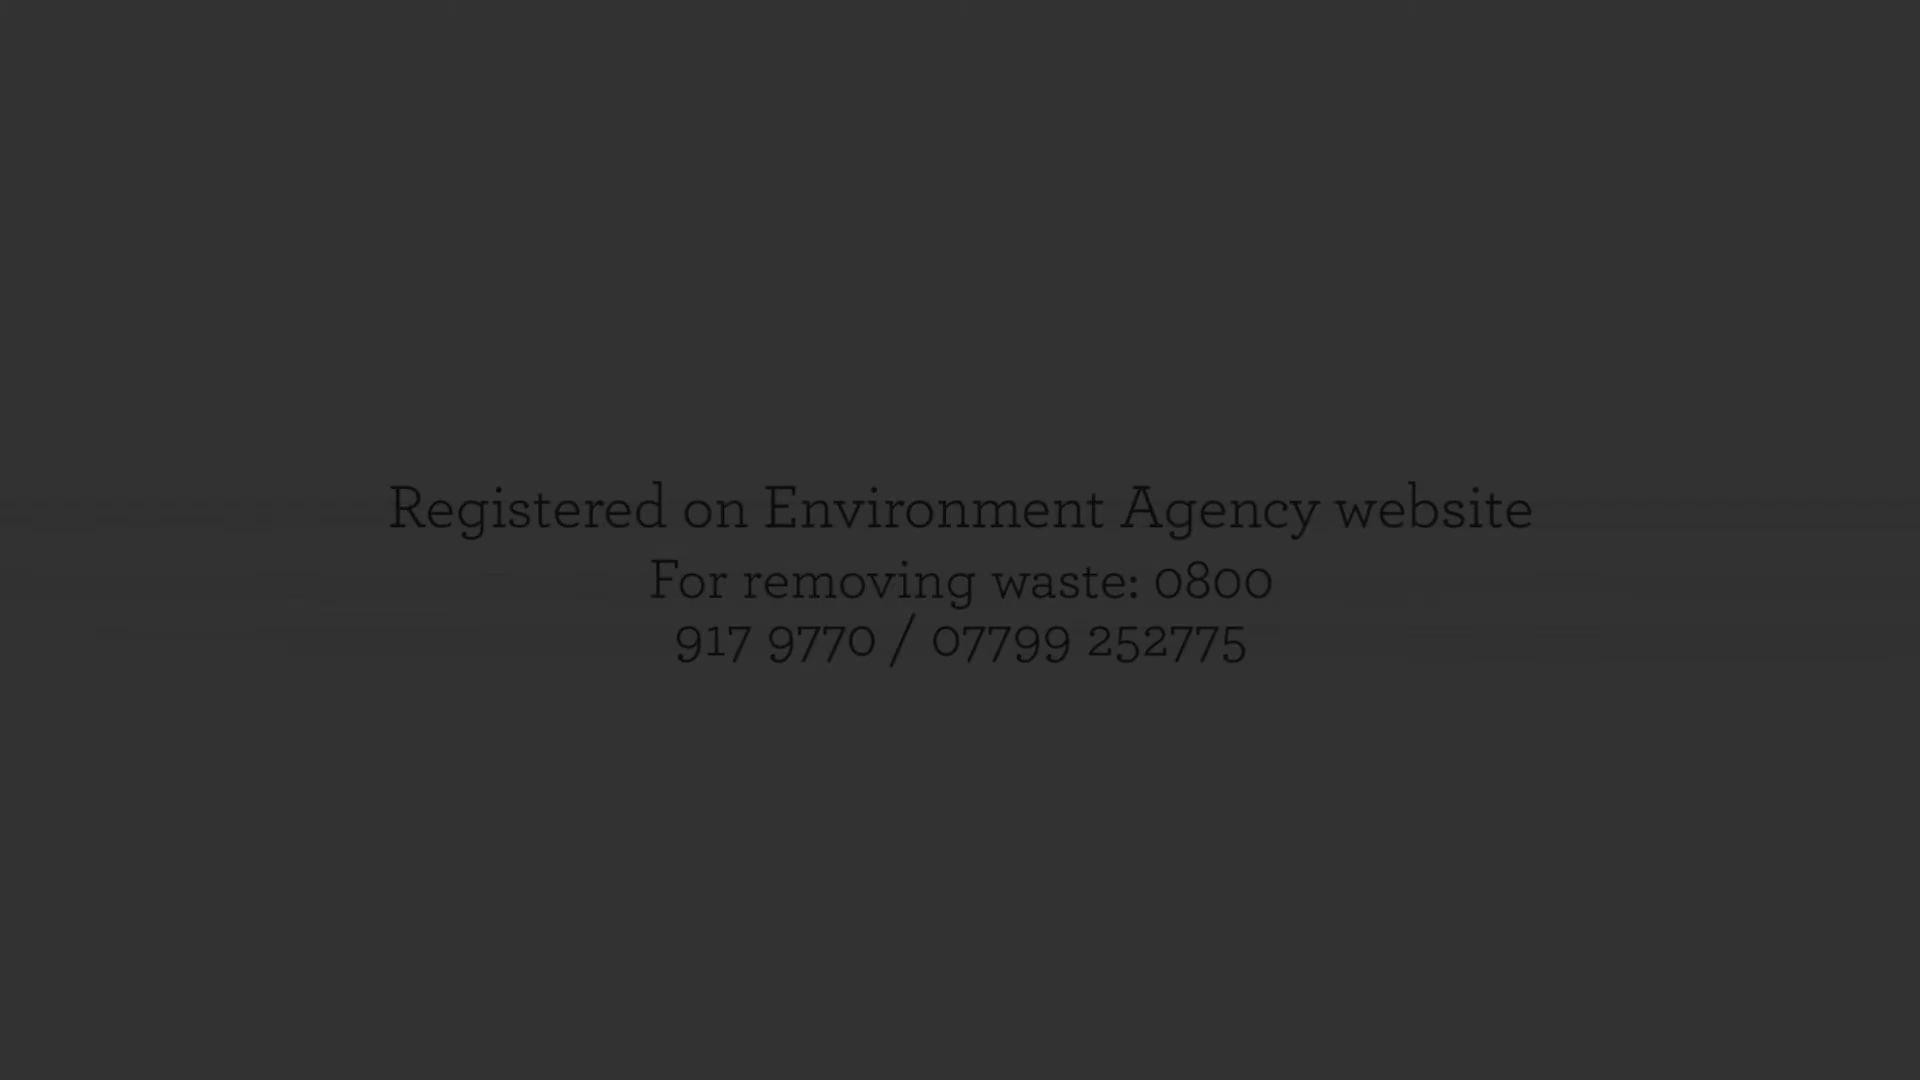 Registered on Environment Agency website
For removing waste: 0800
917 9770 / 07799 252775